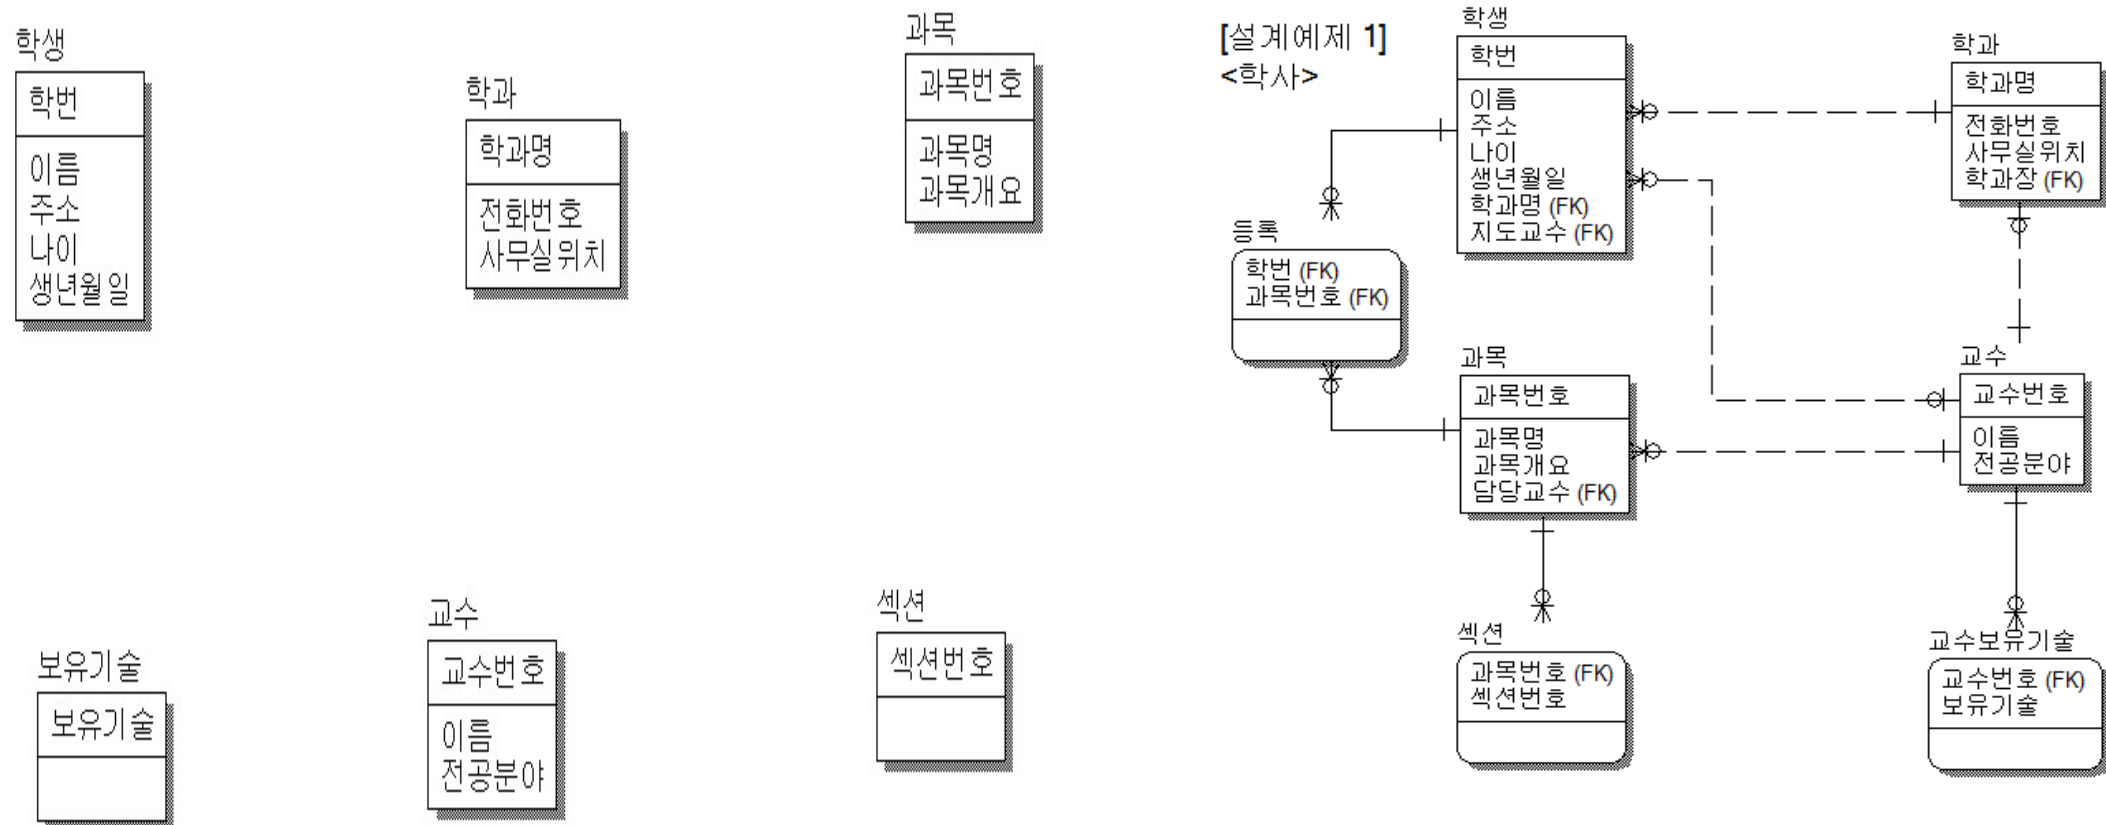 학생
학번
이름
주소
나이
생년월일
학과
학과명
전화번호
사무실위치
과목
과목번호
과목명
과목개요
보유기술
보유기술
교수
교수번호
이름
전공분야
섹션
섹션번호
[설계예제 1]
<학사>
학생
학번
이름
주소
나이
생년월일
학과명 (FK)
지도교수 (FK)
학과
학과명
전화번호
사무실위치
학과장 (FK)
등록
학번 (FK)
과목번호 (FK)
과목
과목번호
과목명
과목개요
담당교수 (FK)
교수
교수번호
이름
전공분야
섹션
과목번호 (FK)
섹션번호
교수보유기술
교수번호 (FK)
보유기술